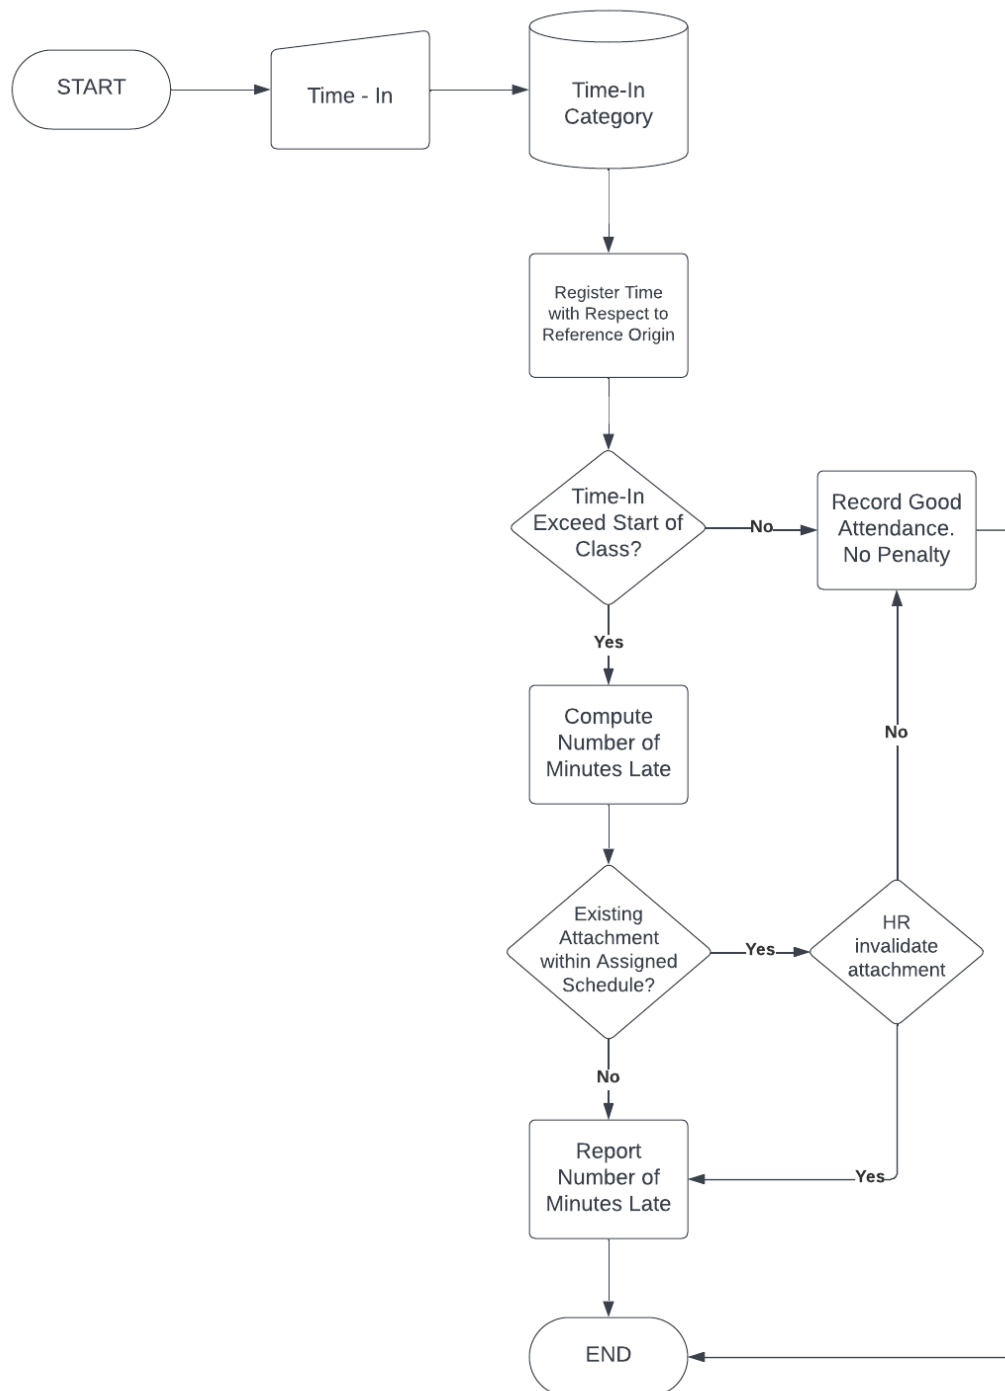 START
Time - In
Time-In
Category
Register Time
with Respect to
Reference Origin
Time-In
Exceed Start of
Class?
No
Record Good
Attendance.
No Penalty
Yes
Compute
Number of
Minutes Late
No
Existing
Attachment
within Assigned
Schedule?
Yes
HR
invalidate
attachment
No
Report
Number of
Minutes Late
Yes
END